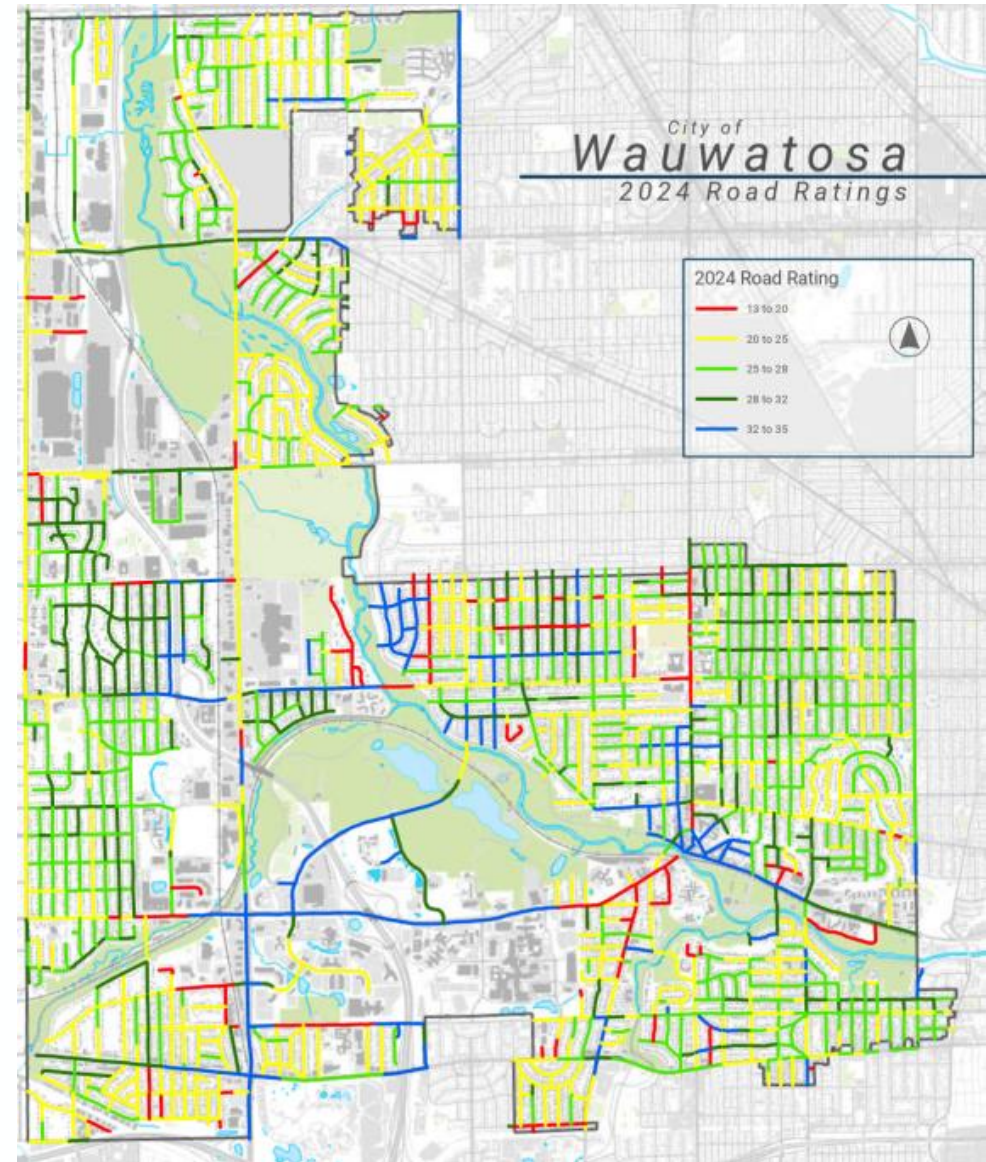 City of
Wauwatosa
2024 Road Ratings
2024 Road Rating
13 to 20
20 to 25
25 to 28
28 to 32
32 to 35